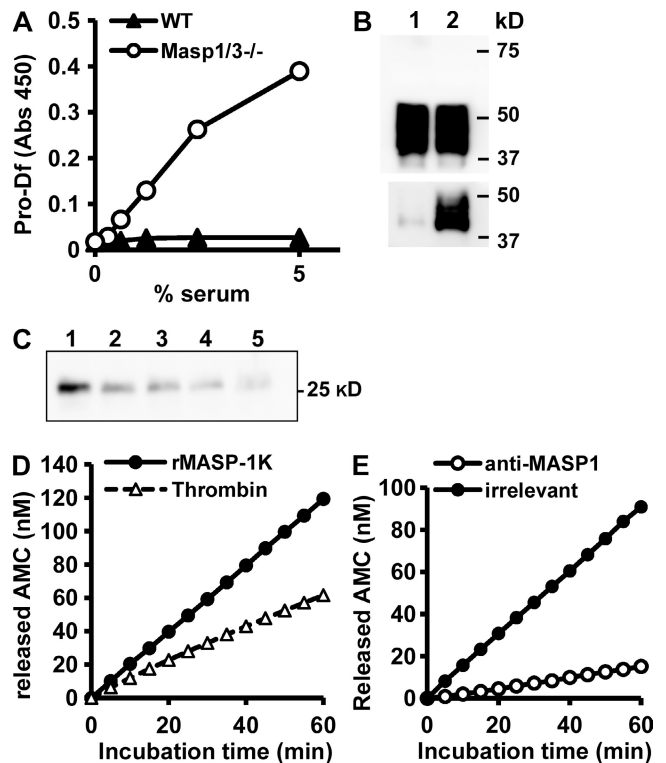 A
WT
Masp1/3-/-
Pro-Df (Abs 450)
0.5
0.4
0.3
0.2
0.1
0
0 5
% serum
B
1 2 kD
75
50
37
50
37
C
1 2 3 4 5
25 KD
D
rMASP-1K
Thrombin
released AMC (nM)
140
120
100
80
60
40
20
0
0 20 40 60
Incubation time (min)
E
anti-MASP1
irrelevant
Released AMC (nM)
100
80
60
40
20
0
0 20 40 60
Incubation time (min)